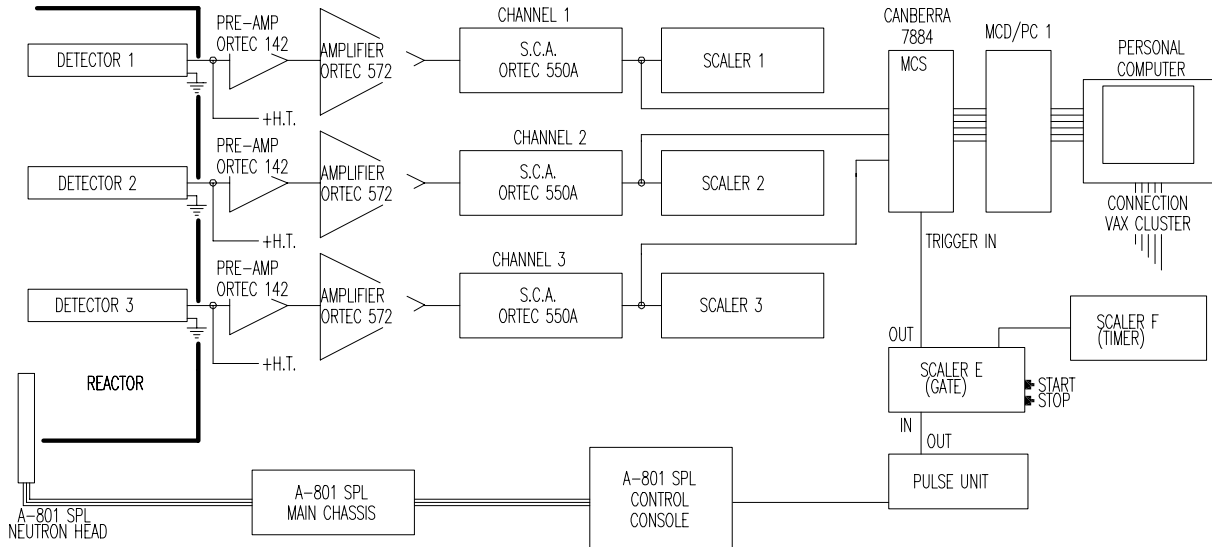 CHANNEL 1
PRE-AMP
ORTEC 142
DETECTOR 1
AMPLIFIER
ORTEC 572
S.C.A.
ORTEC 550A
SCALER 1
+H.T.
CANBERRA
7884
MCS
MCD/PC 1
PERSONAL
COMPUTER
CONNECTION
VAX CLUSTER
CHANNEL 2
PRE-AMP
ORTEC 142
DETECTOR 2
AMPLIFIER
ORTEC 572
S.C.A.
ORTEC 550A
SCALER 2
+H.T.
TRIGGER IN
CHANNEL 3
PRE-AMP
ORTEC 142
DETECTOR 3
AMPLIFIER
ORTEC 572
S.C.A.
ORTEC 550A
SCALER 3
+H.T.
SCALER F
(TIMER)
OUT
SCALER E
(GATE)
START
STOP
IN
OUT
PULSE UNIT
REACTOR
A-801 SPL
NEUTRON HEAD
A-801 SPL
MAIN CHASSIS
A-801 SPL
CONTROL
CONSOLE